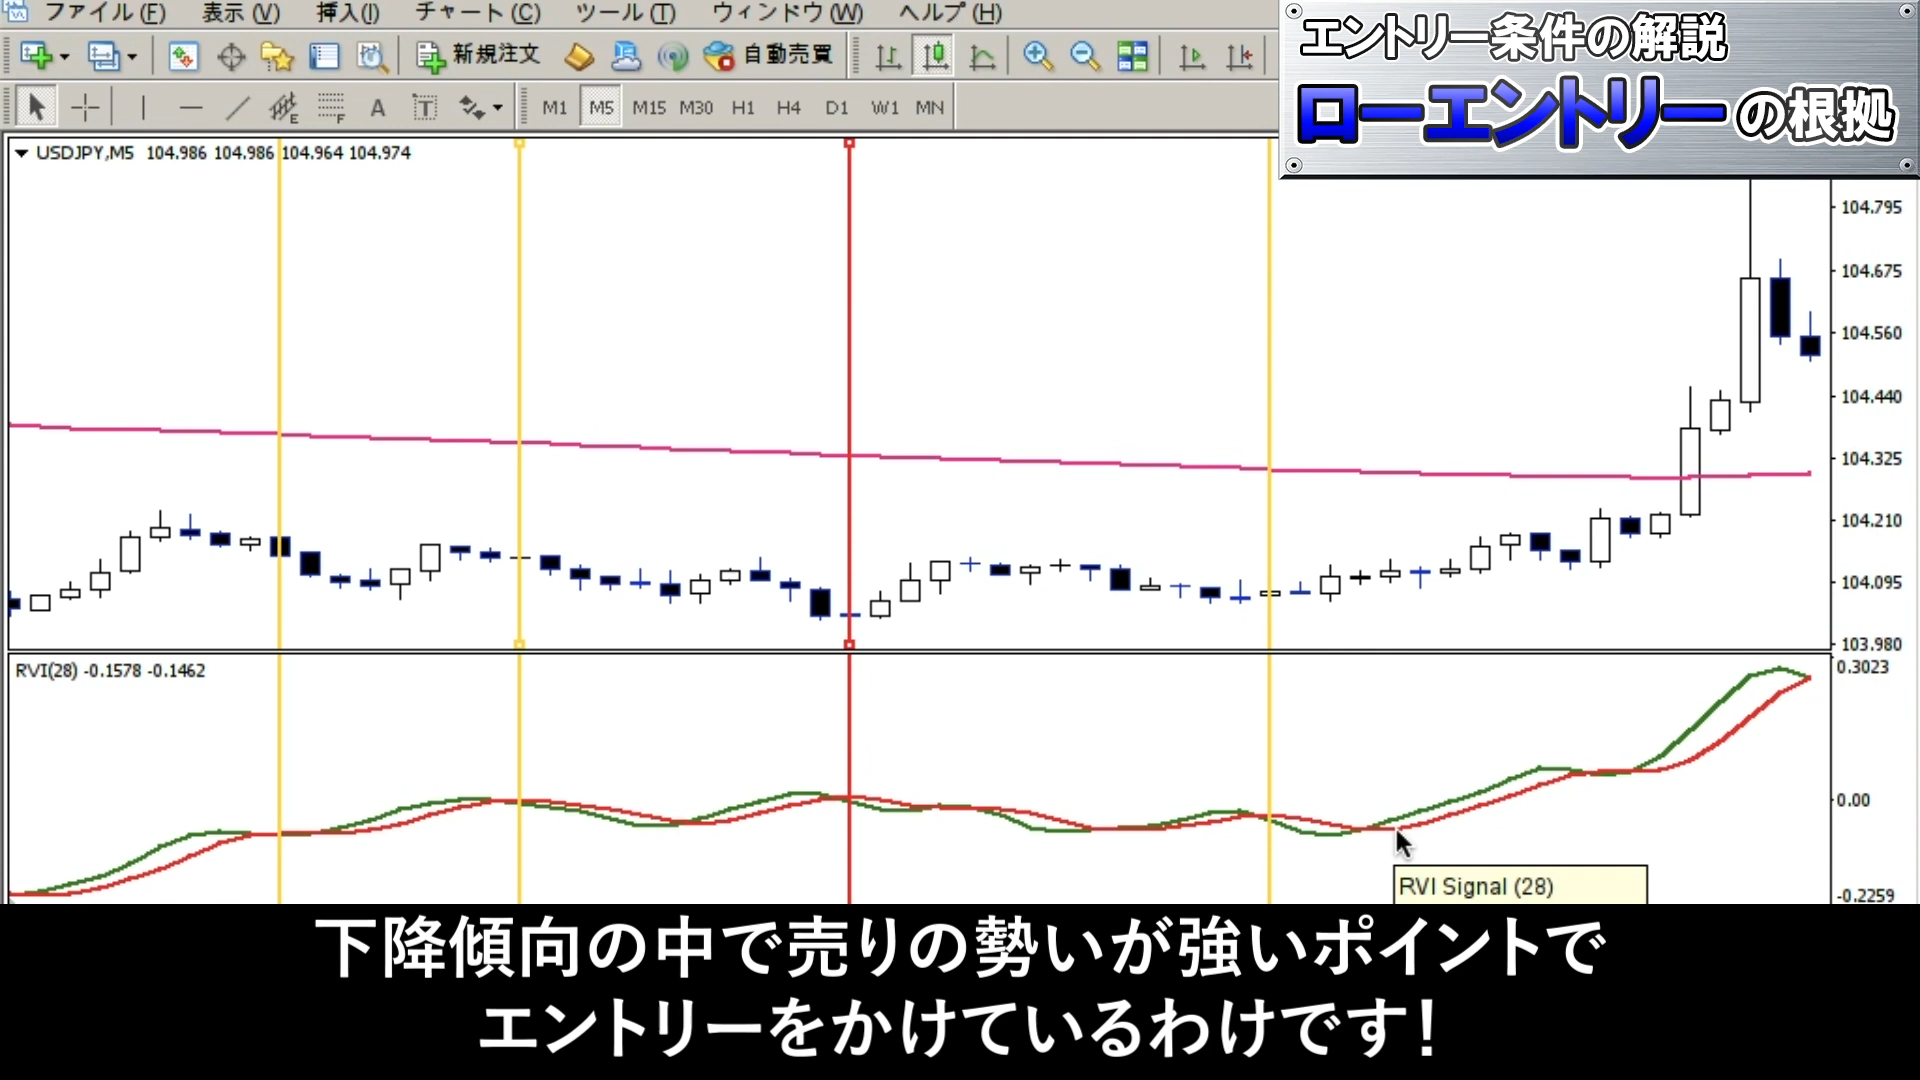 ファイル(F) 表示(V) 挿入(I) チャート(C) ツール(T) ウィンドウ(W) ヘルプ(H)
エントリー条件の解説
ローエントリーの根拠
新規注文 自動売買
A T E F M1 M5 M15 M30 H1 H4 D1 W1 MN
USDJPY,M5 104.986 104.986 104.964 104.974
104.795
104.675
104.560
104.440
104.325
104.210
104.095
103.980
RVI(28) -0.1578 -0.1462
0.3023
0.00
-0.2259
RVI Signal (28)
下降傾向の中で売りの勢いが強いポイントで
エントリーをかけているわけです!